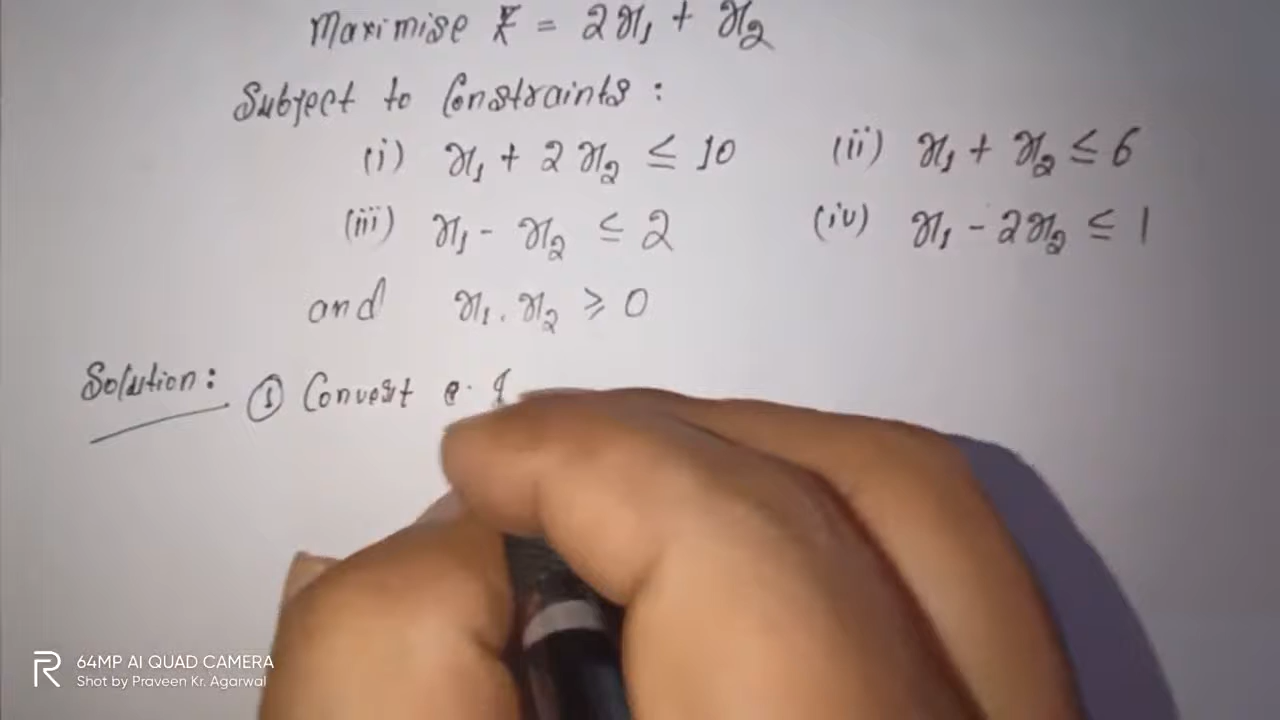 Maximise Z = 2x₁ + x₂
Subject to Constraints :
(i) x₁ + 2x₂ ≤ 10 (ii) x₁ + x₂ ≤ 6
(iii) x₁ - x₂ ≤ 2 (iv) x₁ - 2x₂ ≤ 1
and x₁, x₂ ≥ 0
Solution : ① Convert
64MP AI QUAD CAMERA
Shot by Praveen Kr. Agarwal